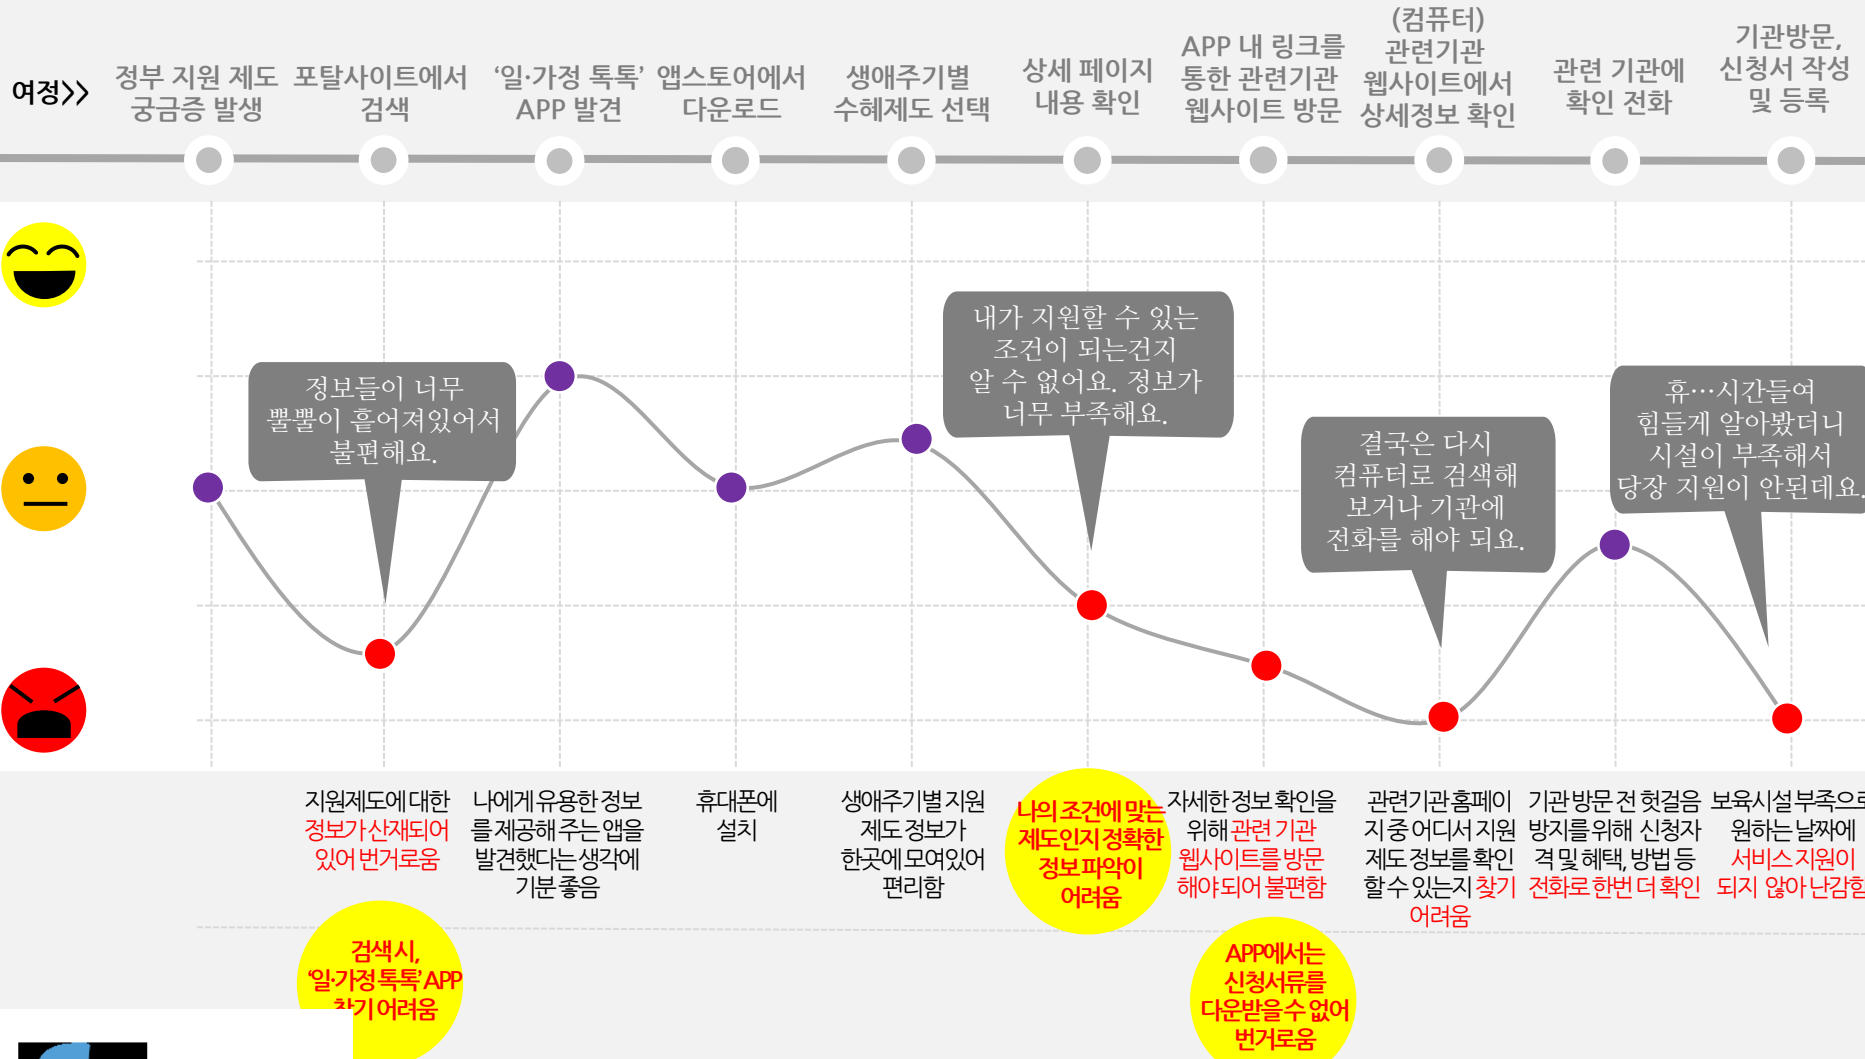 여정>>
정부 지원 제도
궁금증 발생
포탈사이트에서
검색
‘일·가정 톡톡’
APP 발견
앱스토어에서
다운로드
생애주기별
수혜제도 선택
상세 페이지
내용 확인
APP 내 링크를
통한 관련기관
웹사이트 방문
(컴퓨터)
관련기관
웹사이트에서
상세정보 확인
관련 기관에
확인 전화
기관방문,
신청서 작성
및 등록
정보들이 너무
뿔뿔이 흩어져있어서
불편해요.
내가 지원할 수 있는
조건이 되는건지
알 수 없어요. 정보가
너무 부족해요.
결국은 다시
컴퓨터로 검색해
보거나 기관에
전화를 해야 되요.
휴…시간들여
힘들게 알아봤더니
시설이 부족해서
당장 지원이 안된데요.
지원제도에 대한
정보가 산재되어
있어 번거로움
나에게 유용한 정보
를 제공해 주는 앱을
발견했다는 생각에
기분 좋음
휴대폰에
설치
생애주기별 지원
제도 정보가
한곳에 모여있어
편리함
나의 조건에 맞는
제도인지 정확한
정보 파악이
어려움
자세한 정보 확인을
위해 관련 기관
웹사이트를 방문
해야 되어 불편함
관련기관 홈페이
지 중 어디서 지원
제도 정보를 확인
할 수 있는지 찾기
어려움
기관 방문 전 헛걸음
방지를 위해 신청자
격 및 혜택, 방법 등
전화로 한번 더 확인
보육시설 부족으로
원하는 날짜에
서비스 지원이
되지 않아 난감함
검색 시,
‘일·가정 톡톡’ APP
찾기 어려움
APP에서는
신청서류를
다운받을 수 없어
번거로움